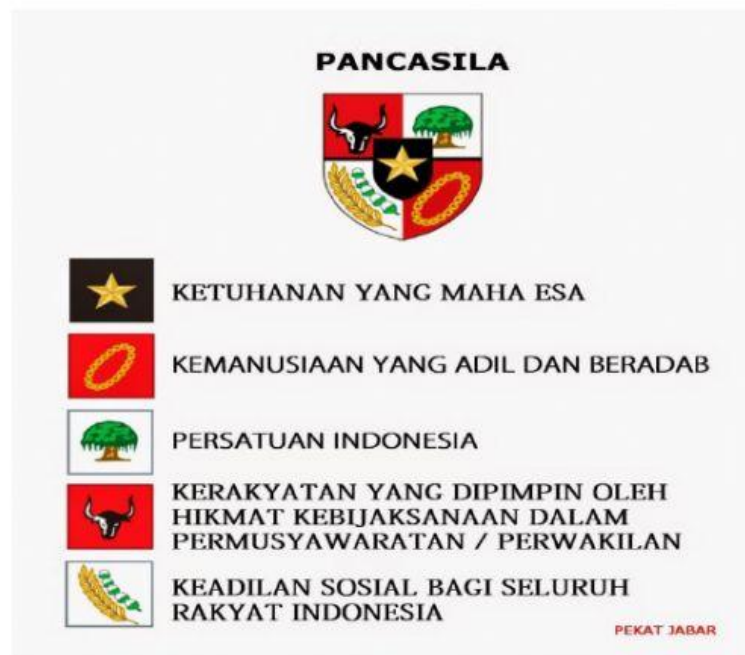 PANCASILA
KETUHANAN YANG MAHA ESA
KEMANUSIAAN YANG ADIL DAN BERADAB
PERSATUAN INDONESIA
KERAKYATAN YANG DIPIMPIN OLEH
HIKMAT KEBIJAKSANAAN DALAM
PERMUSYAWARATAN / PERWAKILAN
KEADILAN SOSIAL BAGI SELURUH
RAKYAT INDONESIA
PEKAT JABAR